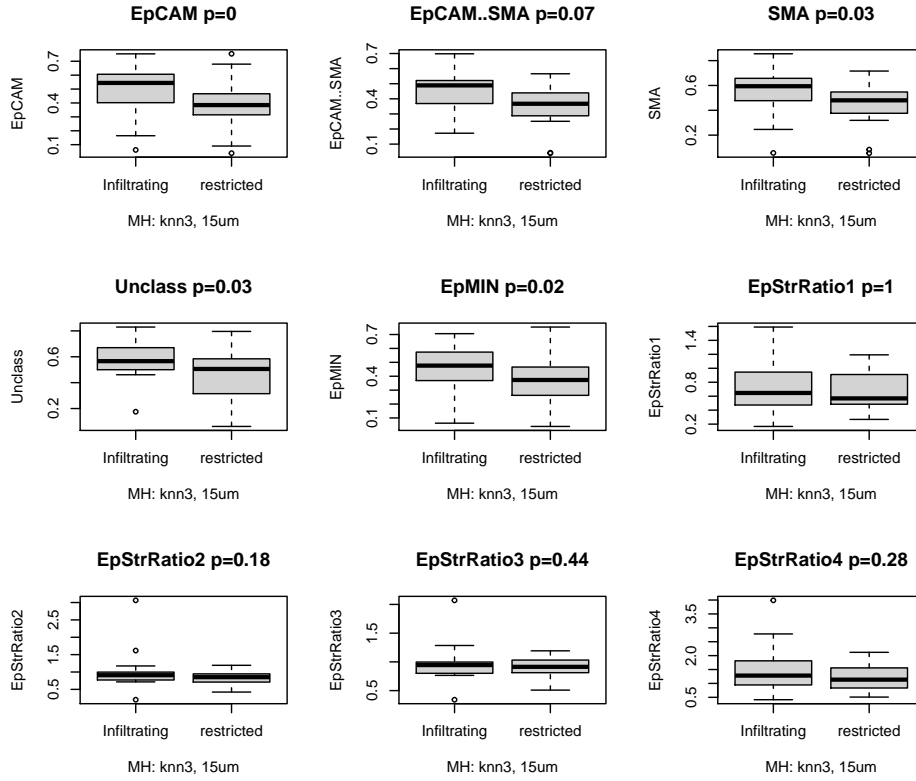 EpCAM p=0
EpCAM
0.1 0.4 0.7
Infiltrating restricted
MH: knn3, 15um
EpCAM..SMA p=0.07
EpCAM..SMA
0.1 0.4 0.7
Infiltrating restricted
MH: knn3, 15um
SMA p=0.03
SMA
0.2 0.6
Infiltrating restricted
MH: knn3, 15um
Unclass p=0.03
Unclass
0.2 0.6
Infiltrating restricted
MH: knn3, 15um
EpMIN p=0.02
EpMIN
0.1 0.4 0.7
Infiltrating restricted
MH: knn3, 15um
EpStrRatio1 p=1
EpStrRatio1
0.2 0.8 1.4
Infiltrating restricted
MH: knn3, 15um
EpStrRatio2 p=0.18
EpStrRatio2
0.5 1.5 2.5
Infiltrating restricted
MH: knn3, 15um
EpStrRatio3 p=0.44
EpStrRatio3
0.5 1.5
Infiltrating restricted
MH: knn3, 15um
EpStrRatio4 p=0.28
EpStrRatio4
0.5 2.0 3.5
Infiltrating restricted
MH: knn3, 15um